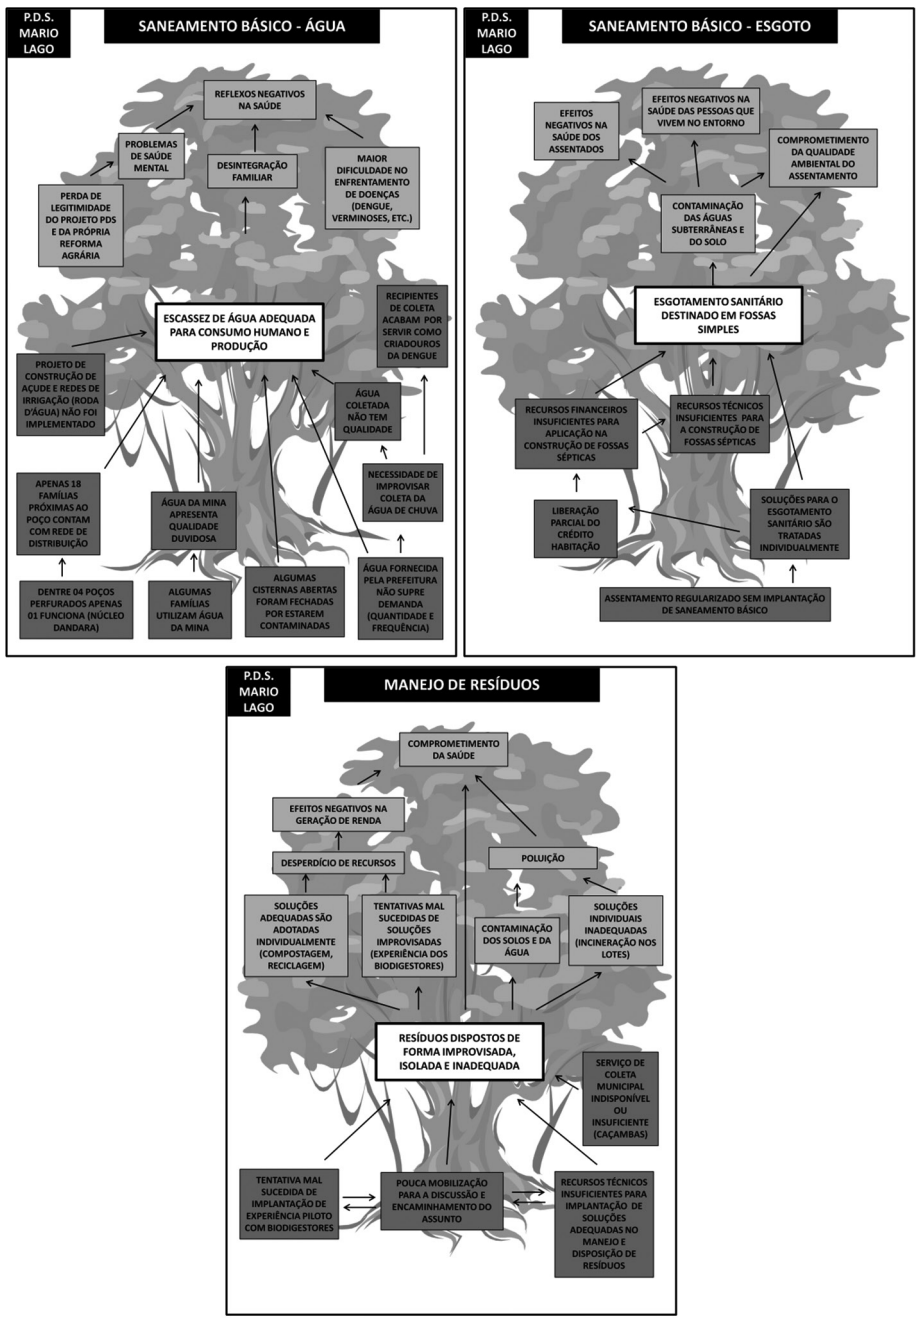 P.D.S.
MARIO
LAGO
SANEAMENTO BÁSICO - ÁGUA
REFLEXOS NEGATIVOS
NA SAÚDE
PROBLEMAS
DE SAÚDE
MENTAL
DESINTEGRAÇÃO
FAMILIAR
MAIOR
DIFICULDADE NO
ENFRENTAMENTO
DE DOENÇAS
(DENGUE,
VERMINOSES, ETC.)
PERDA DE
LEGITIMIDADE
DO PROJETO PDS
E DA PRÓPRIA
REFORMA
AGRÁRIA
ESCASSEZ DE ÁGUA ADEQUADA
PARA CONSUMO HUMANO E
PRODUÇÃO
RECIPIENTES
DE COLETA
ACABAM POR
SERVIR COMO
CRIADOUROS
DA DENGUE
PROJETO DE
CONSTRUÇÃO DE
AÇUDE E REDES DE
IRRIGAÇÃO (RODA
D'ÁGUA) NÃO FOI
IMPLEMENTADO
ÁGUA
COLETADA
NÃO TEM
QUALIDADE
APENAS 18
FAMÍLIAS
PRÓXIMAS AO
POÇO CONTAM
COM REDE DE
DISTRIBUIÇÃO
ÁGUA DA MINA
APRESENTA
QUALIDADE
DUVIDOSA
NECESSIDADE DE
IMPROVISAR
COLETA DA
ÁGUA DE CHUVA
DENTRE 04 POÇOS
PERFURADOS APENAS
01 FUNCIONA (NÚCLEO
DANDARA)
ALGUMAS
FAMÍLIAS
UTILIZAM ÁGUA
DA MINA
ALGUMAS
CISTERNAS ABERTAS
FORAM FECHADAS
POR ESTAREM
CONTAMINADAS
ÁGUA FORNECIDA
PELA PREFEITURA
NÃO SUPRE
DEMANDA
(QUANTIDADE E
FREQUÊNCIA)
P.D.S.
MARIO
LAGO
SANEAMENTO BÁSICO - ESGOTO
EFEITOS
NEGATIVOS NA
SAÚDE DOS
ASSENTADOS
EFEITOS NEGATIVOS NA
SAÚDE DAS PESSOAS QUE
VIVEM NO ENTORNO
COMPROMETIMENTO
DA QUALIDADE
AMBIENTAL DO
ASSENTAMENTO
CONTAMINAÇÃO
DAS ÁGUAS
SUBTERRÂNEAS E
DO SOLO
ESGOTAMENTO SANITÁRIO
DESTINADO EM FOSSAS
SIMPLES
RECURSOS FINANCEIROS
INSUFICIENTES PARA
APLICAÇÃO NA
CONSTRUÇÃO DE FOSSAS
SÉPTICAS
RECURSOS TÉCNICOS
INSUFICIENTES PARA
A CONSTRUÇÃO DE
FOSSAS SÉPTICAS
LIBERAÇÃO
PARCIAL DO
CRÉDITO
HABITAÇÃO
SOLUÇÕES PARA O
ESGOTAMENTO
SANITÁRIO SÃO
TRATADAS
INDIVIDUALMENTE
ASSENTAMENTO REGULARIZADO SEM IMPLANTAÇÃO
DE SANEAMENTO BÁSICO
P.D.S.
MARIO
LAGO
MANEJO DE RESÍDUOS
COMPROMETIMENTO
DA SAÚDE
EFEITOS NEGATIVOS NA
GERAÇÃO DE RENDA
DESPERDÍCIO DE RECURSOS
POLUIÇÃO
SOLUÇÕES
ADEQUADAS SÃO
ADOTADAS
INDIVIDUALMENTE
(COMPOSTAGEM,
RECICLAGEM)
TENTATIVAS MAL
SUCEDIDAS DE
SOLUÇÕES
IMPROVISADAS
(EXPERIÊNCIA DOS
BIODIGESTORES)
CONTAMINAÇÃO
DOS SOLOS E DA
ÁGUA
SOLUÇÕES
INDIVIDUAIS
INADEQUADAS
(INCINERAÇÃO NOS
LOTES)
RESÍDUOS DISPOSTOS DE
FORMA IMPROVISADA,
ISOLADA E INADEQUADA
SERVIÇO DE
COLETA
MUNICIPAL
INDISPONÍVEL
OU
INSUFICIENTE
(CAÇAMBAS)
TENTATIVA MAL
SUCEDIDA DE
IMPLANTAÇÃO DE
EXPERIÊNCIA PILOTO
COM BIODIGESTORES
POUCA MOBILIZAÇÃO
PARA A DISCUSSÃO E
ENCAMINHAMENTO DO
ASSUNTO
RECURSOS TÉCNICOS
INSUFICIENTES PARA
IMPLANTAÇÃO DE
SOLUÇÕES
ADEQUADAS NO
MANEJO E
DISPOSIÇÃO DE
RESÍDUOS